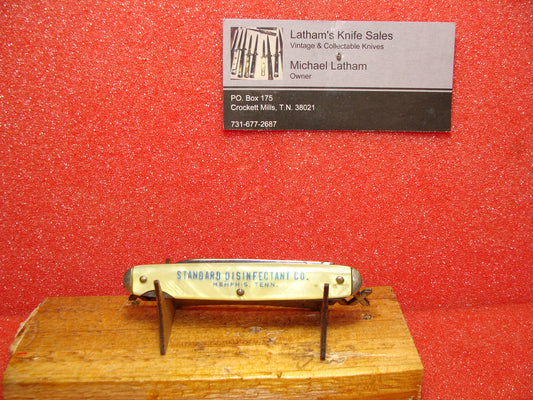 Latham's Knife Sales
Vintage & Collectable Knives
Michael Latham
Owner
PO. Box 175
Crockett Mills, T.N. 38021
731-677-2687
STANDARD DISINFECTANT CO.
MEMPHIS, TENN.